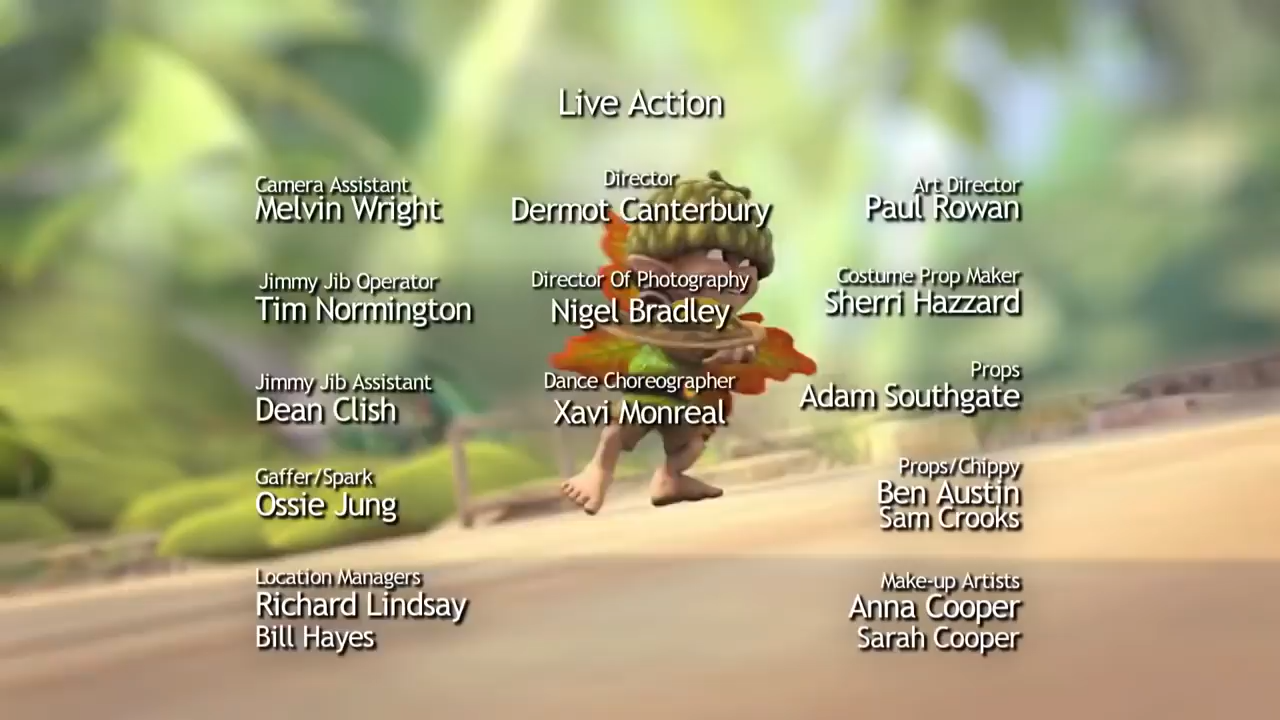 Live Action
Camera Assistant
Melvin Wright
Jimmy Jib Operator
Tim Normington
Jimmy Jib Assistant
Dean Clish
Gaffer/Spark
Ossie Jung
Location Managers
Richard Lindsay
Bill Hayes
Director
Dermot Canterbury
Director Of Photography
Nigel Bradley
Dance Choreographer
Xavi Monreal
Art Director
Paul Rowan
Costume Prop Maker
Sherri Hazzard
Props
Adam Southgate
Props/Chippy
Ben Austin
Sam Crooks
Make-up Artists
Anna Cooper
Sarah Cooper